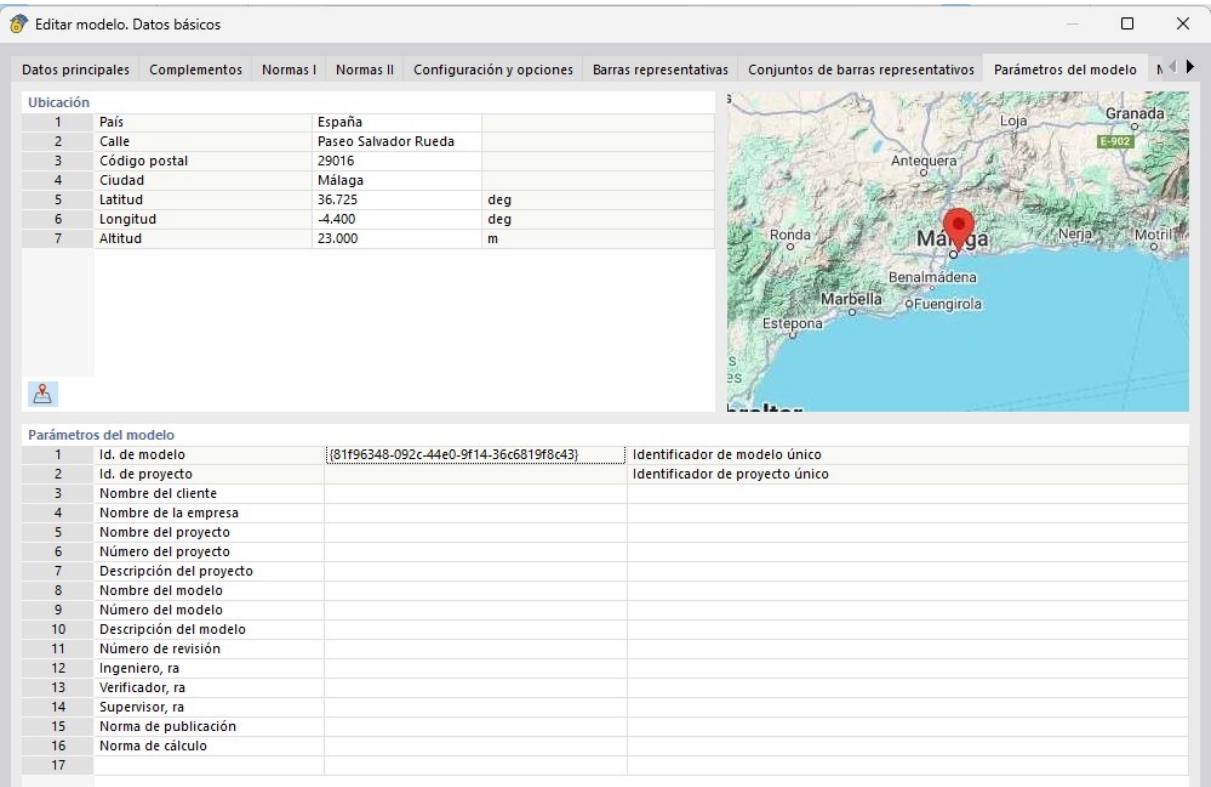 Editar modelo. Datos básicos
Datos principales Complementos Normas I Normas II Configuración y opciones Barras representativas Conjuntos de barras representativos Parámetros del modelo
Ubicación
1 País España
2 Calle Paseo Salvador Rueda
3 Código postal 29016
4 Ciudad Málaga
5 Latitud 36.725 deg
6 Longitud -4.400 deg
7 Altitud 23.000 m
Granada
Loja
E-902
Antequera
Ronda
Málaga
Nerja
Motril
Benalmádena
Marbella
Fuengirola
Estepona
Parámetros del modelo
1 Id. de modelo {81f96348-092c-44e0-9f14-36c6819f8c43} Identificador de modelo único
2 Id. de proyecto Identificador de proyecto único
3 Nombre del cliente
4 Nombre de la empresa
5 Nombre del proyecto
6 Número del proyecto
7 Descripción del proyecto
8 Nombre del modelo
9 Número del modelo
10 Descripción del modelo
11 Número de revisión
12 Ingeniero, ra
13 Verificador, ra
14 Supervisor, ra
15 Norma de publicación
16 Norma de cálculo
17